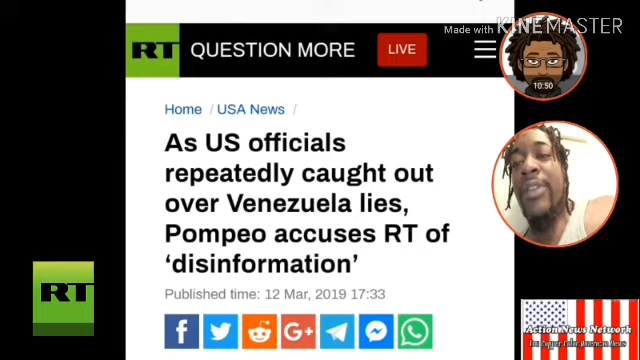 Made with KINEMASTER
RT QUESTION MORE LIVE
10:50
Home / USA News /
As US officials
repeatedly caught out
over Venezuela lies,
Pompeo accuses RT of
‘disinformation’
Published time: 12 Mar, 2019 17:33
RT
Action News Network